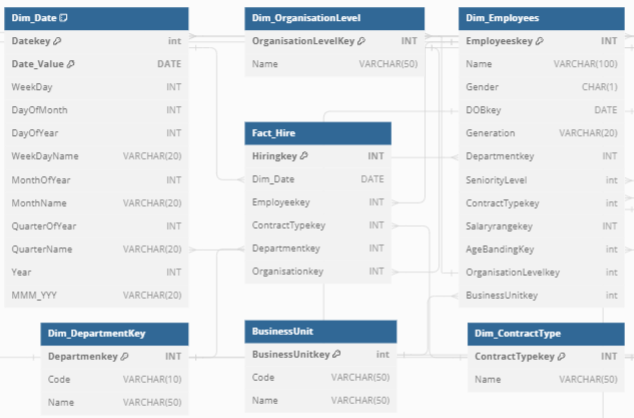 Dim_Date
Datekey int
Date_Value DATE
WeekDay INT
DayOfMonth INT
DayOfYear INT
WeekDayName VARCHAR(20)
MonthOfYear INT
MonthName VARCHAR(20)
QuarterOfYear INT
QuarterName VARCHAR(20)
Year INT
MMM_YYY VARCHAR(20)
Dim_OrganisationLevel
OrganisationLevelKey INT
Name VARCHAR(50)
Dim_Employees
Employeeskey INT
Name VARCHAR(100)
Gender CHAR(1)
DOBkey DATE
Generation VARCHAR(20)
Departmentkey INT
SeniorityLevel int
ContractTypekey int
Salaryrangekey INT
AgeBandingKey int
OrganisationLevelkey int
BusinessUnitkey int
Fact_Hire
Hiringkey INT
Dim_Date DATE
Employeekey INT
ContractTypekey INT
Departmentkey INT
Organisationkey INT
Dim_DepartmentKey
Departmenkey INT
Code VARCHAR(10)
Name VARCHAR(50)
BusinessUnit
BusinessUnitkey int
Code VARCHAR(50)
Name VARCHAR(50)
Dim_ContractType
ContractTypekey INT
Name VARCHAR(50)